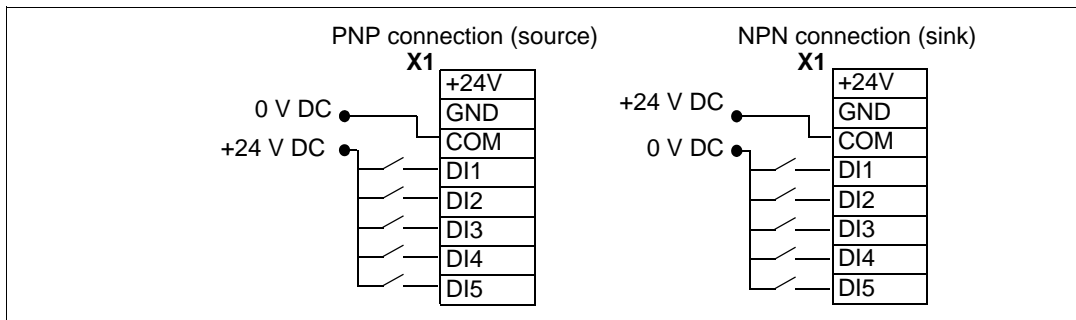 PNP connection (source)
X1
+24V
0 V DC
GND
+24 V DC
COM
DI1
DI2
DI3
DI4
DI5
NPN connection (sink)
X1
+24V
+24 V DC
GND
0 V DC
COM
DI1
DI2
DI3
DI4
DI5